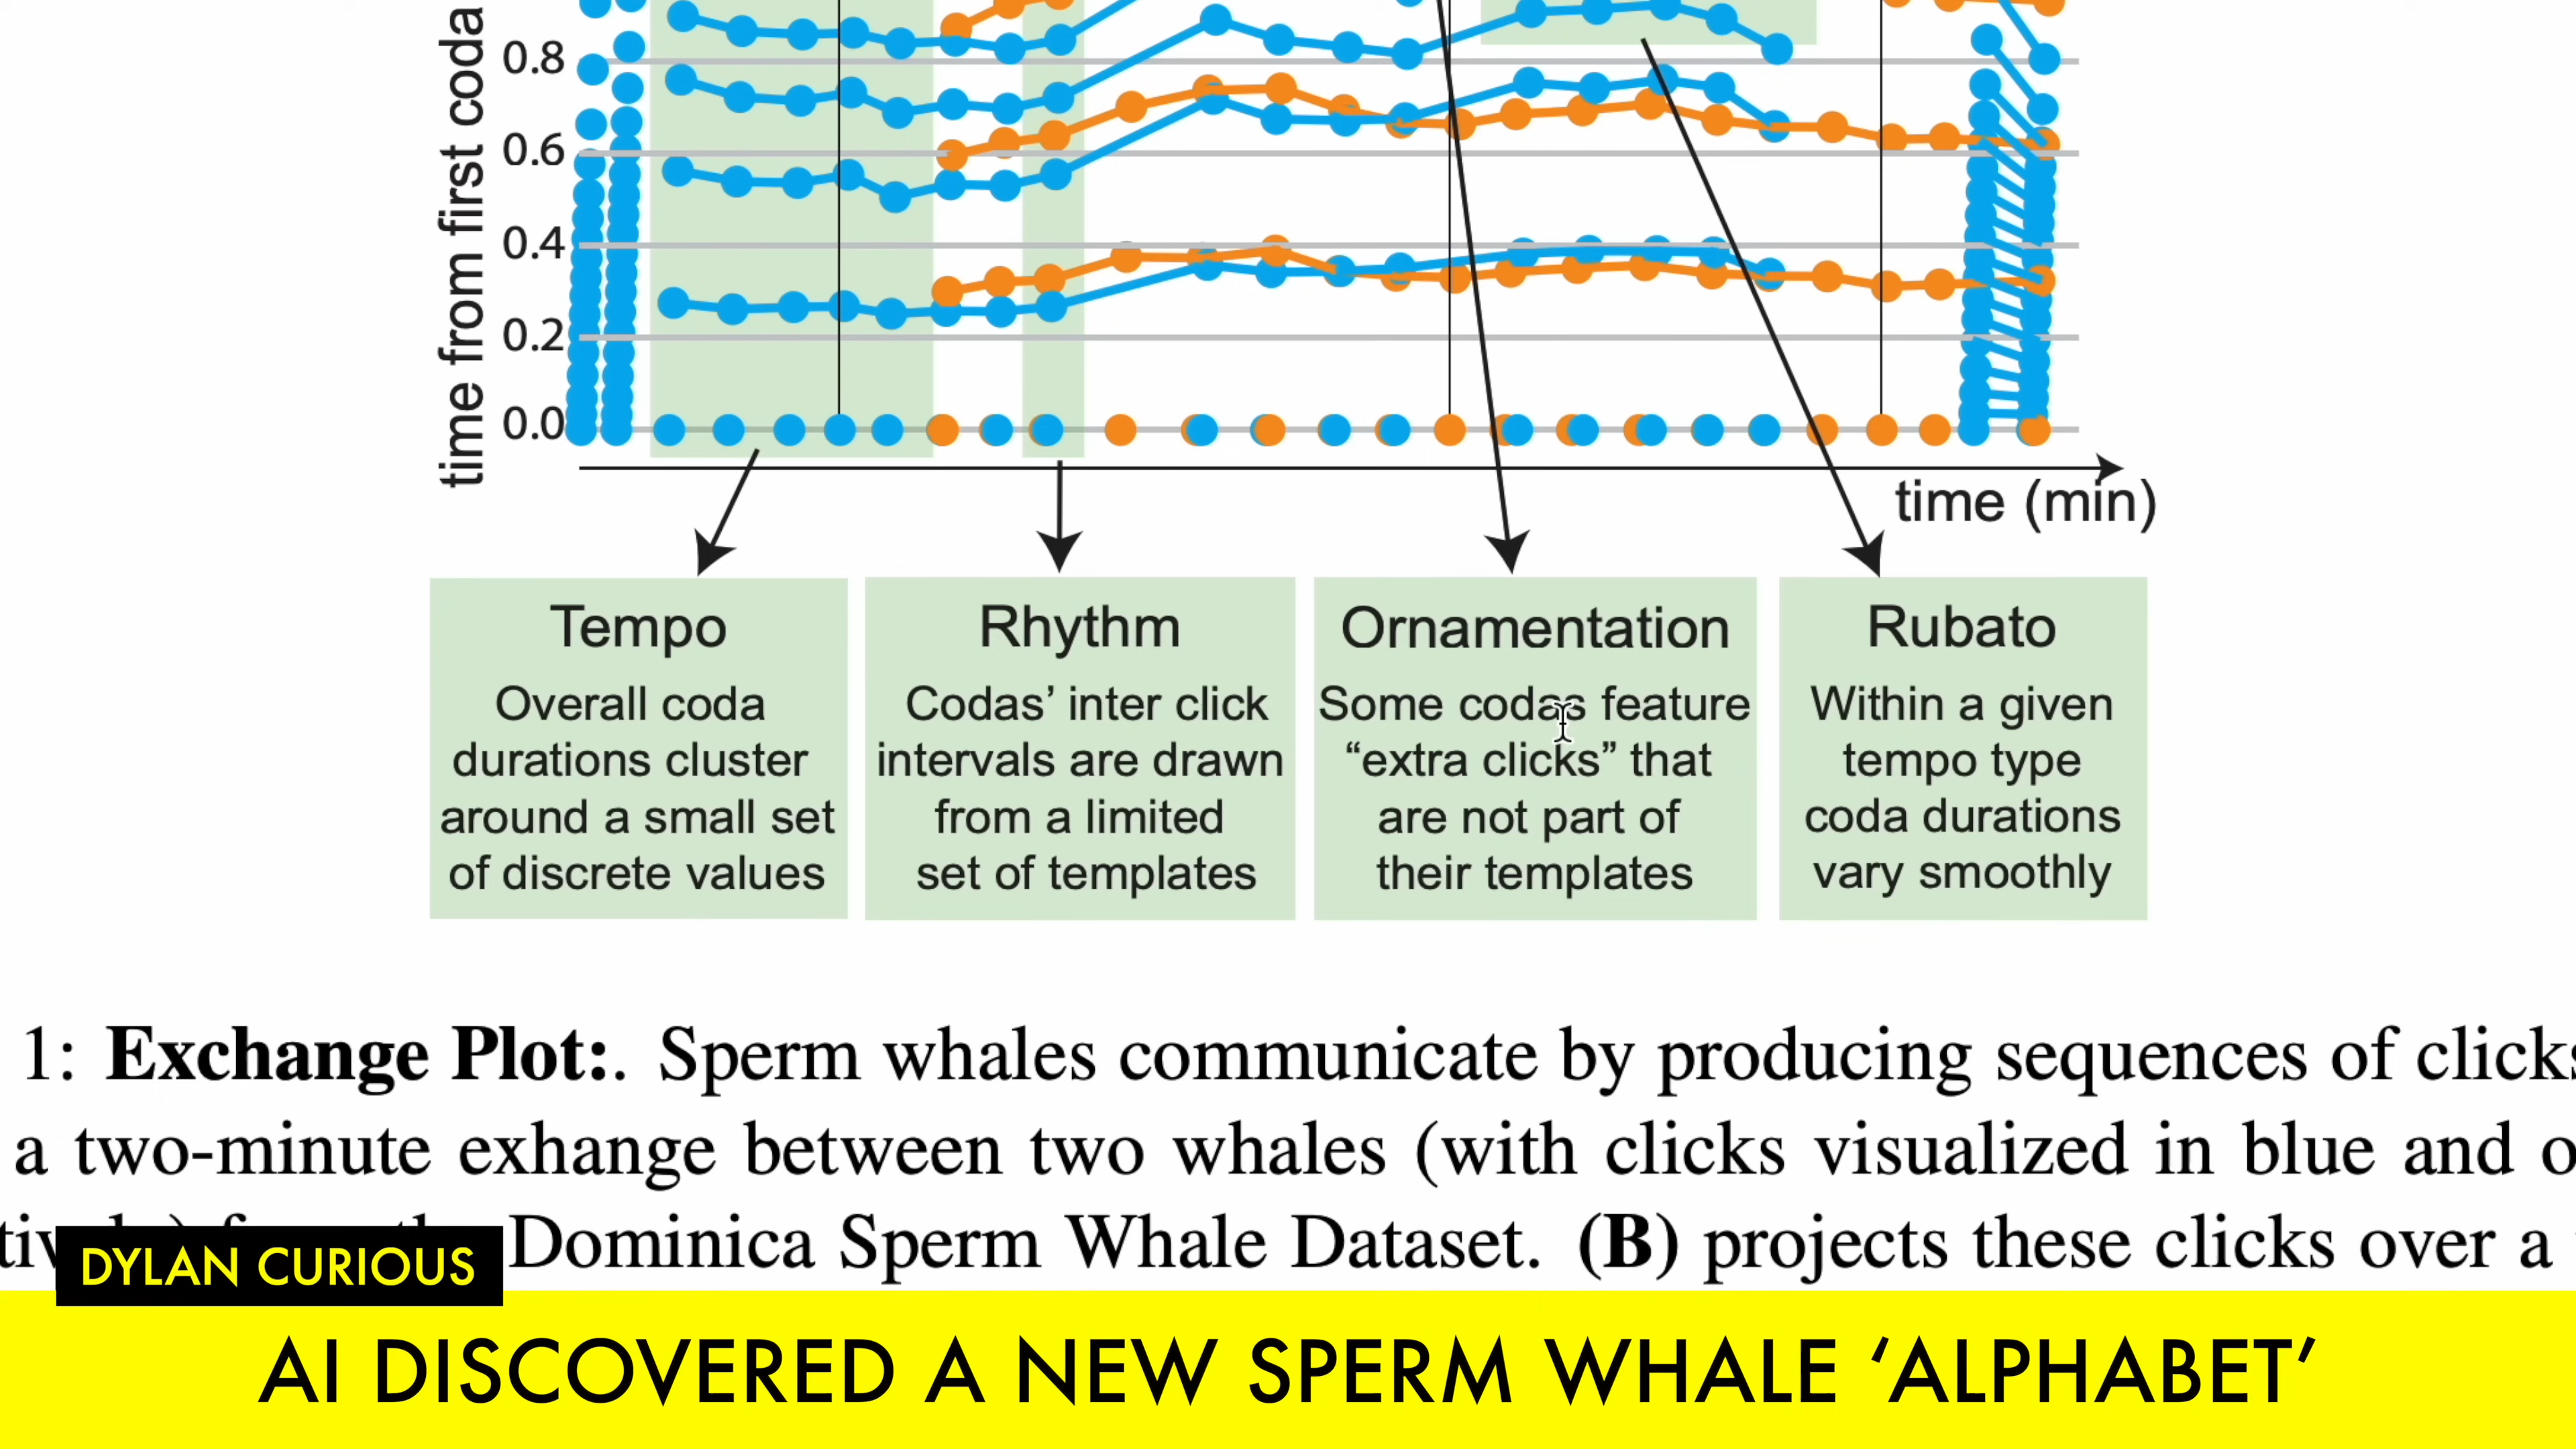 time from first coda
0.8
0.6
0.4
0.2
0.0
time (min)
Tempo
Overall coda
durations cluster
around a small set
of discrete values
Rhythm
Codas’ inter click
intervals are drawn
from a limited
set of templates
Ornamentation
Some codas feature
“extra clicks” that
are not part of
their templates
Rubato
Within a given
tempo type
coda durations
vary smoothly
1: Exchange Plot:. Sperm whales communicate by producing sequences of clicks
a two-minute exhange between two whales (with clicks visualized in blue and o
Dominica Sperm Whale Dataset. (B) projects these clicks over a
DYLAN CURIOUS
AI DISCOVERED A NEW SPERM WHALE ‘ALPHABET’